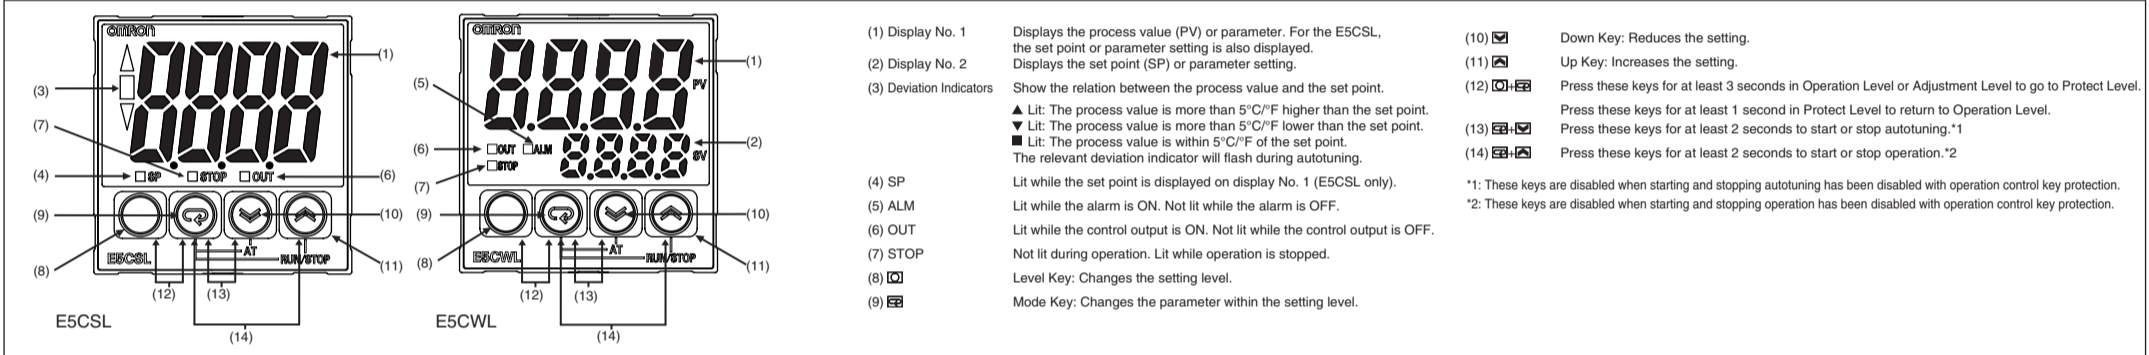 OMRON
(1)
(3)
(7)
(4)
SP
STOP
OUT
(6)
(9)
(10)
AT
E5CSL
RUN/STOP
(8)
(11)
(12)
(13)
E5CSL
(14)
OMRON
(1)
(5)
PV
(6)
OUT
ALM
(2)
SV
STOP
(7)
(9)
(10)
AT
E5CWL
RUN/STOP
(8)
(11)
(12)
(13)
E5CWL
(14)
(1) Display No. 1 Displays the process value (PV) or parameter. For the E5CSL,
the set point or parameter setting is also displayed.
(2) Display No. 2 Displays the set point (SP) or parameter setting.
(3) Deviation Indicators Show the relation between the process value and the set point.
▲ Lit: The process value is more than 5°C/°F higher than the set point.
▼ Lit: The process value is more than 5°C/°F lower than the set point.
■ Lit: The process value is within 5°C/°F of the set point.
The relevant deviation indicator will flash during autotuning.
(4) SP Lit while the set point is displayed on display No. 1 (E5CSL only).
(5) ALM Lit while the alarm is ON. Not lit while the alarm is OFF.
(6) OUT Lit while the control output is ON. Not lit while the control output is OFF.
(7) STOP Not lit during operation. Lit while operation is stopped.
(8) Level Key: Changes the setting level.
(9) Mode Key: Changes the parameter within the setting level.
(10) Down Key: Reduces the setting.
(11) Up Key: Increases the setting.
(12) + Press these keys for at least 3 seconds in Operation Level or Adjustment Level to go to Protect Level.
Press these keys for at least 1 second in Protect Level to return to Operation Level.
(13) + Press these keys for at least 2 seconds to start or stop autotuning.*1
(14) + Press these keys for at least 2 seconds to start or stop operation.*2
*1: These keys are disabled when starting and stopping autotuning has been disabled with operation control key protection.
*2: These keys are disabled when starting and stopping operation has been disabled with operation control key protection.